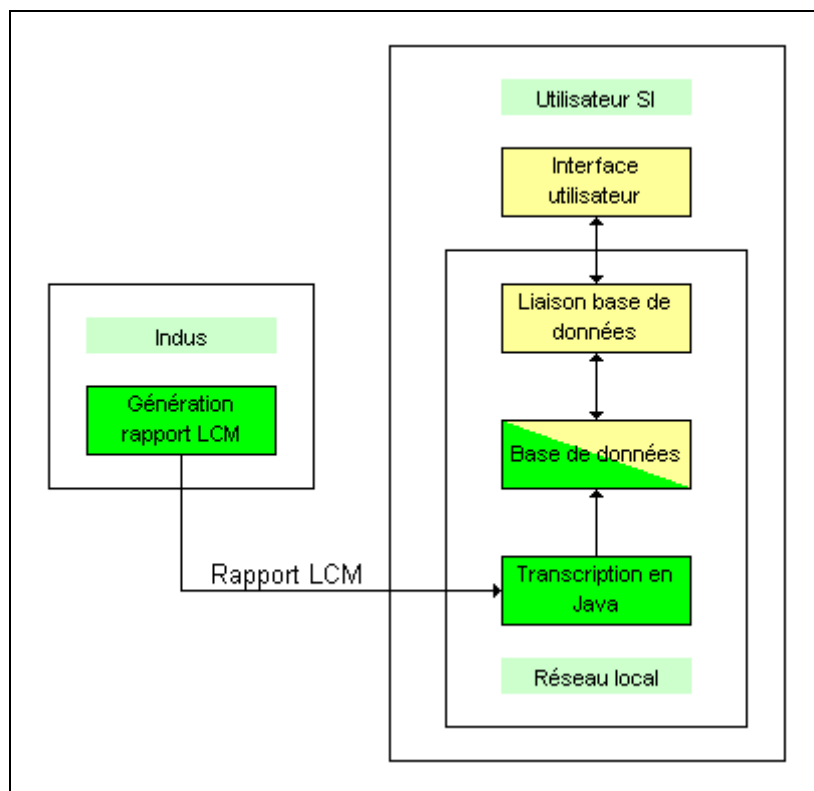 Utilisateur SI
Interface
utilisateur
Liaison base de
données
Indus
Génération
rapport LCM
Base de données
Rapport LCM
Transcription en
Java
Réseau local